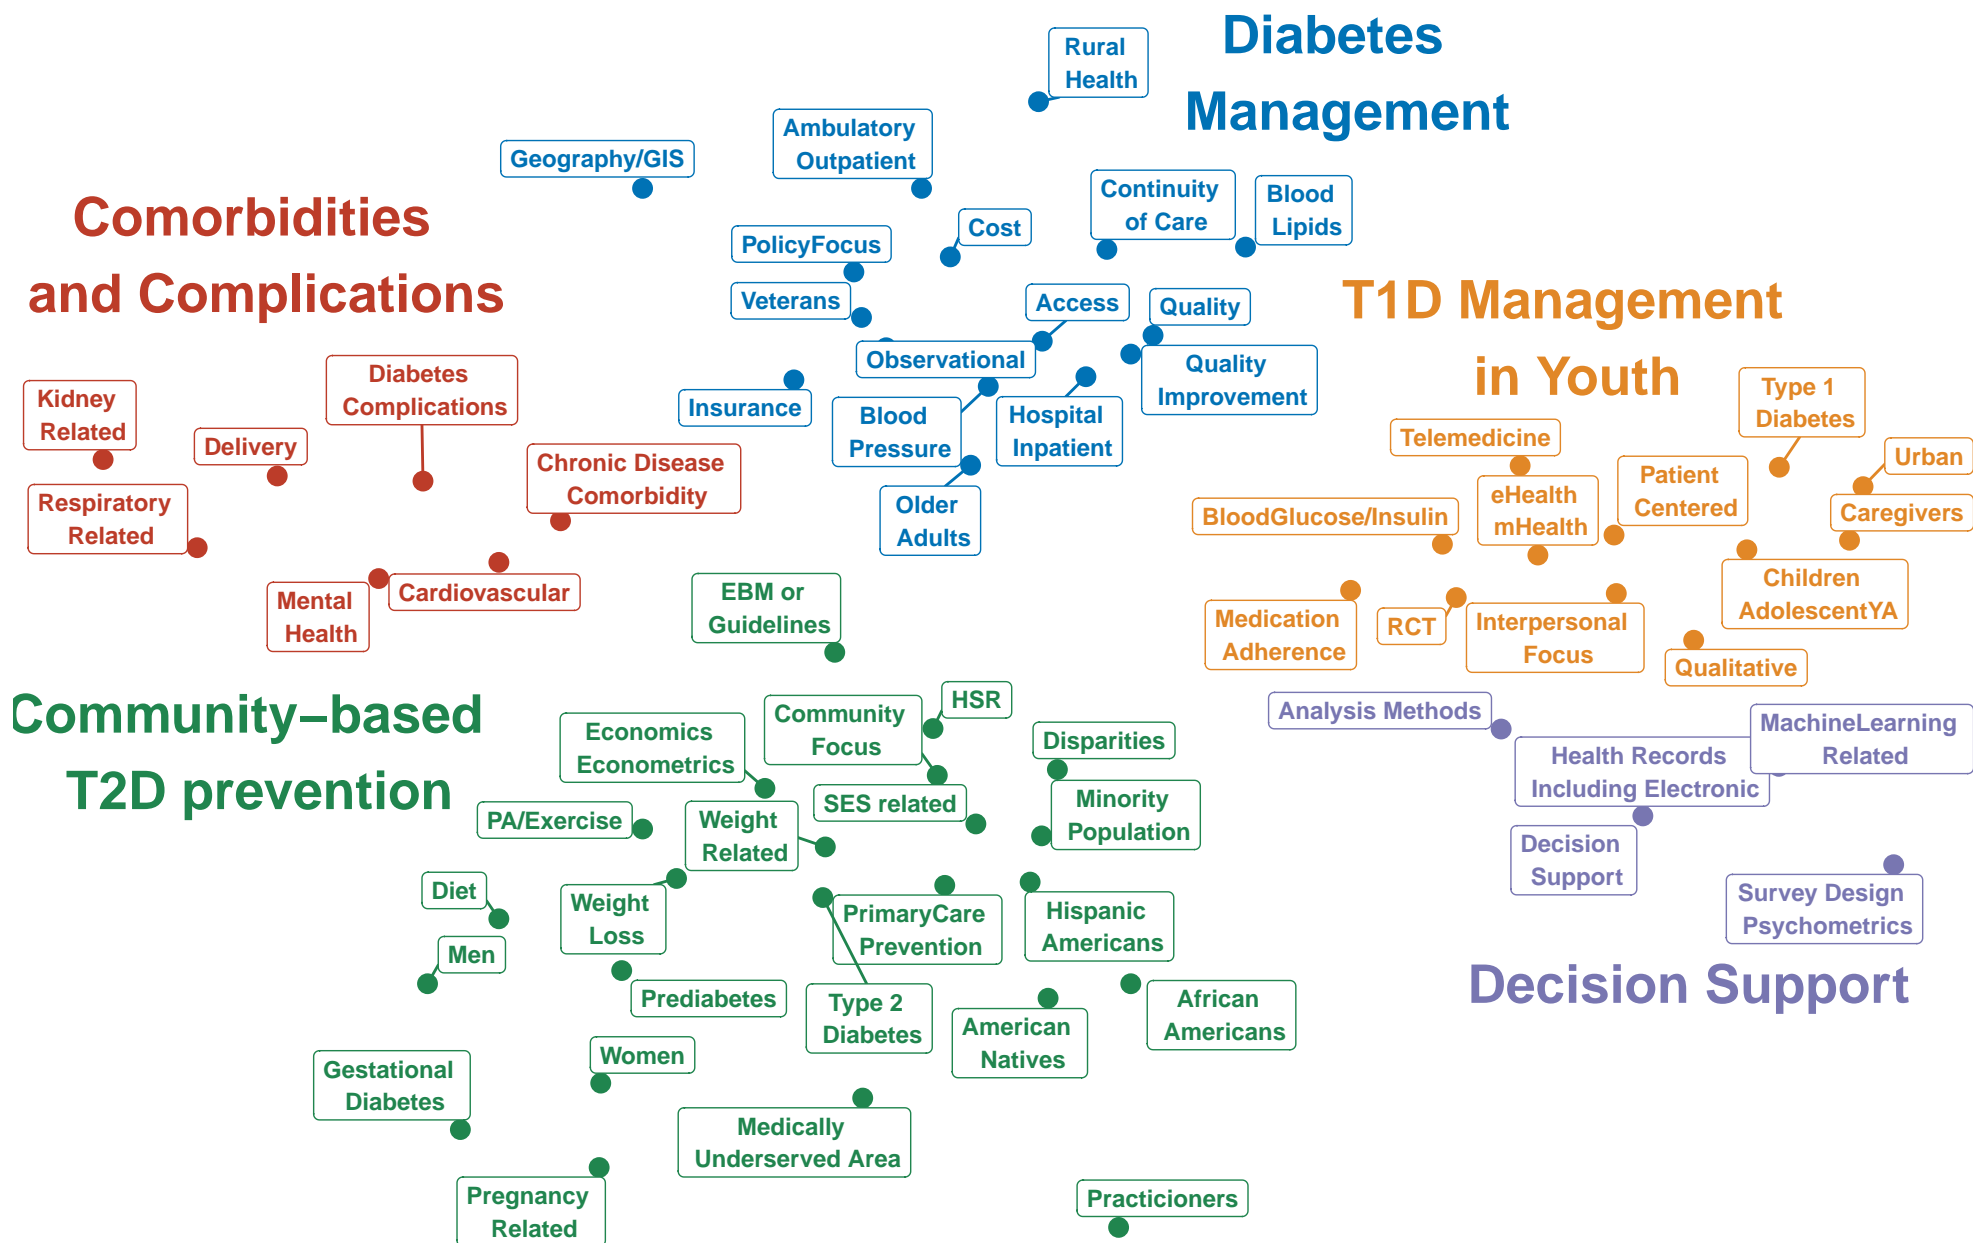 Diabetes
Management
Rural
Health
Ambulatory
Outpatient
Geography/GIS
Continuity
of Care
Blood
Lipids
Cost
PolicyFocus
Veterans
Access
Quality
Observational
Quality
Improvement
Insurance
Blood
Pressure
Hospital
Inpatient
Older
Adults
Comorbidities
and Complications
Diabetes
Complications
Kidney
Related
Delivery
Chronic Disease
Comorbidity
Respiratory
Related
Mental
Health
Cardiovascular
T1D Management
in Youth
Type 1
Diabetes
Telemedicine
Urban
Patient
Centered
eHealth
mHealth
BloodGlucose/Insulin
Caregivers
Children
AdolescentYA
Medication
Adherence
RCT
Interpersonal
Focus
Qualitative
Community–based
T2D prevention
EBM or
Guidelines
HSR
Community
Focus
Economics
Econometrics
Disparities
SES related
Minority
Population
PA/Exercise
Weight
Related
Diet
Weight
Loss
PrimaryCare
Prevention
Hispanic
Americans
Men
Prediabetes
Type 2
Diabetes
American
Natives
African
Americans
Women
Gestational
Diabetes
Medically
Underserved Area
Pregnancy
Related
Practicioners
Analysis Methods
MachineLearning
Related
Health Records
Including Electronic
Decision
Support
Survey Design
Psychometrics
Decision Support